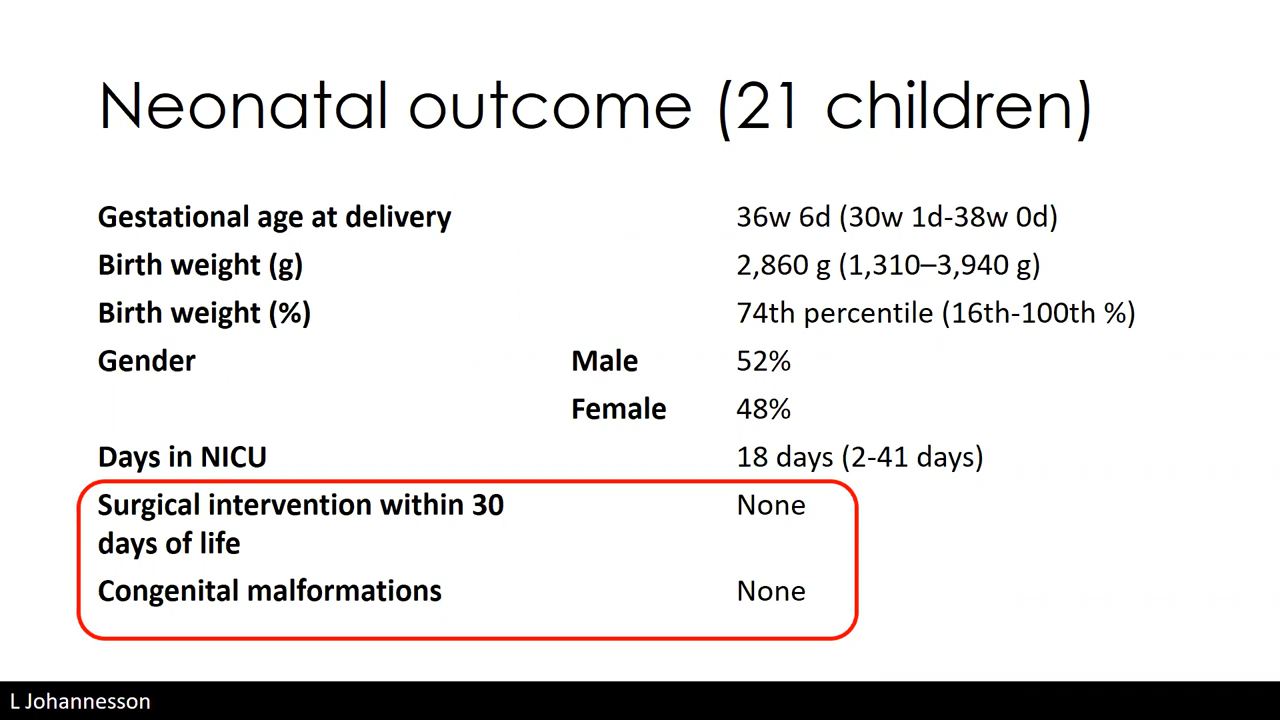 Neonatal outcome (21 children)
Gestational age at delivery 36w 6d (30w 1d-38w 0d)
Birth weight (g) 2,860 g (1,310–3,940 g)
Birth weight (%) 74th percentile (16th-100th %)
Gender Male 52%
Female 48%
Days in NICU 18 days (2-41 days)
Surgical intervention within 30 None
days of life
Congenital malformations None
L Johannesson